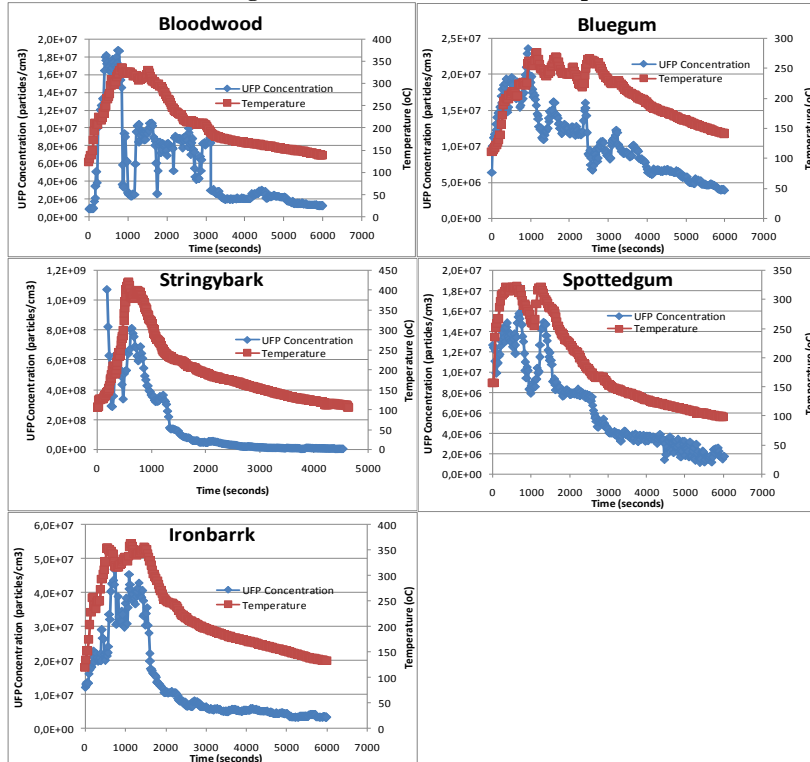 Bloodwood
UFP Concentration (particles/cm3)
2,0E+07
1,8E+07
1,6E+07
1,4E+07
1,2E+07
1,0E+07
8,0E+06
6,0E+06
4,0E+06
2,0E+06
0,0E+00
UFP Concentration
Temperature
400
350
300
250
200
150
100
50
0
Temperature (oC)
0 1000 2000 3000 4000 5000 6000 7000
Time (seconds)
Bluegum
UFP Concentration (particles/cm3)
2,5E+07
2,0E+07
1,5E+07
1,0E+07
5,0E+06
0,0E+00
UFP Concentration
Temperature
300
250
200
150
100
50
0
Temperature (oC)
0 1000 2000 3000 4000 5000 6000 7000
Time (seconds)
Stringybark
UFP Concentration (particles/cm3)
1,2E+09
1,0E+09
8,0E+08
6,0E+08
4,0E+08
2,0E+08
0,0E+00
UFP Concentration
Temperature
450
400
350
300
250
200
150
100
50
0
Temperature (oC)
0 1000 2000 3000 4000 5000
Time (seconds)
Spottedgum
UFP Concentration (particles/cm3)
2,0E+07
1,8E+07
1,6E+07
1,4E+07
1,2E+07
1,0E+07
8,0E+06
6,0E+06
4,0E+06
2,0E+06
0,0E+00
UFP Concentration
Temperature
350
300
250
200
150
100
50
0
Temperature (oC)
0 1000 2000 3000 4000 5000 6000 7000
Time (seconds)
Ironbarrk
UFP Concentration (particles/cm3)
6,0E+07
5,0E+07
4,0E+07
3,0E+07
2,0E+07
1,0E+07
0,0E+00
UFP Concentration
Temperature
400
350
300
250
200
150
100
50
0
Temperature (oC)
0 1000 2000 3000 4000 5000 6000 7000
Time (seconds)